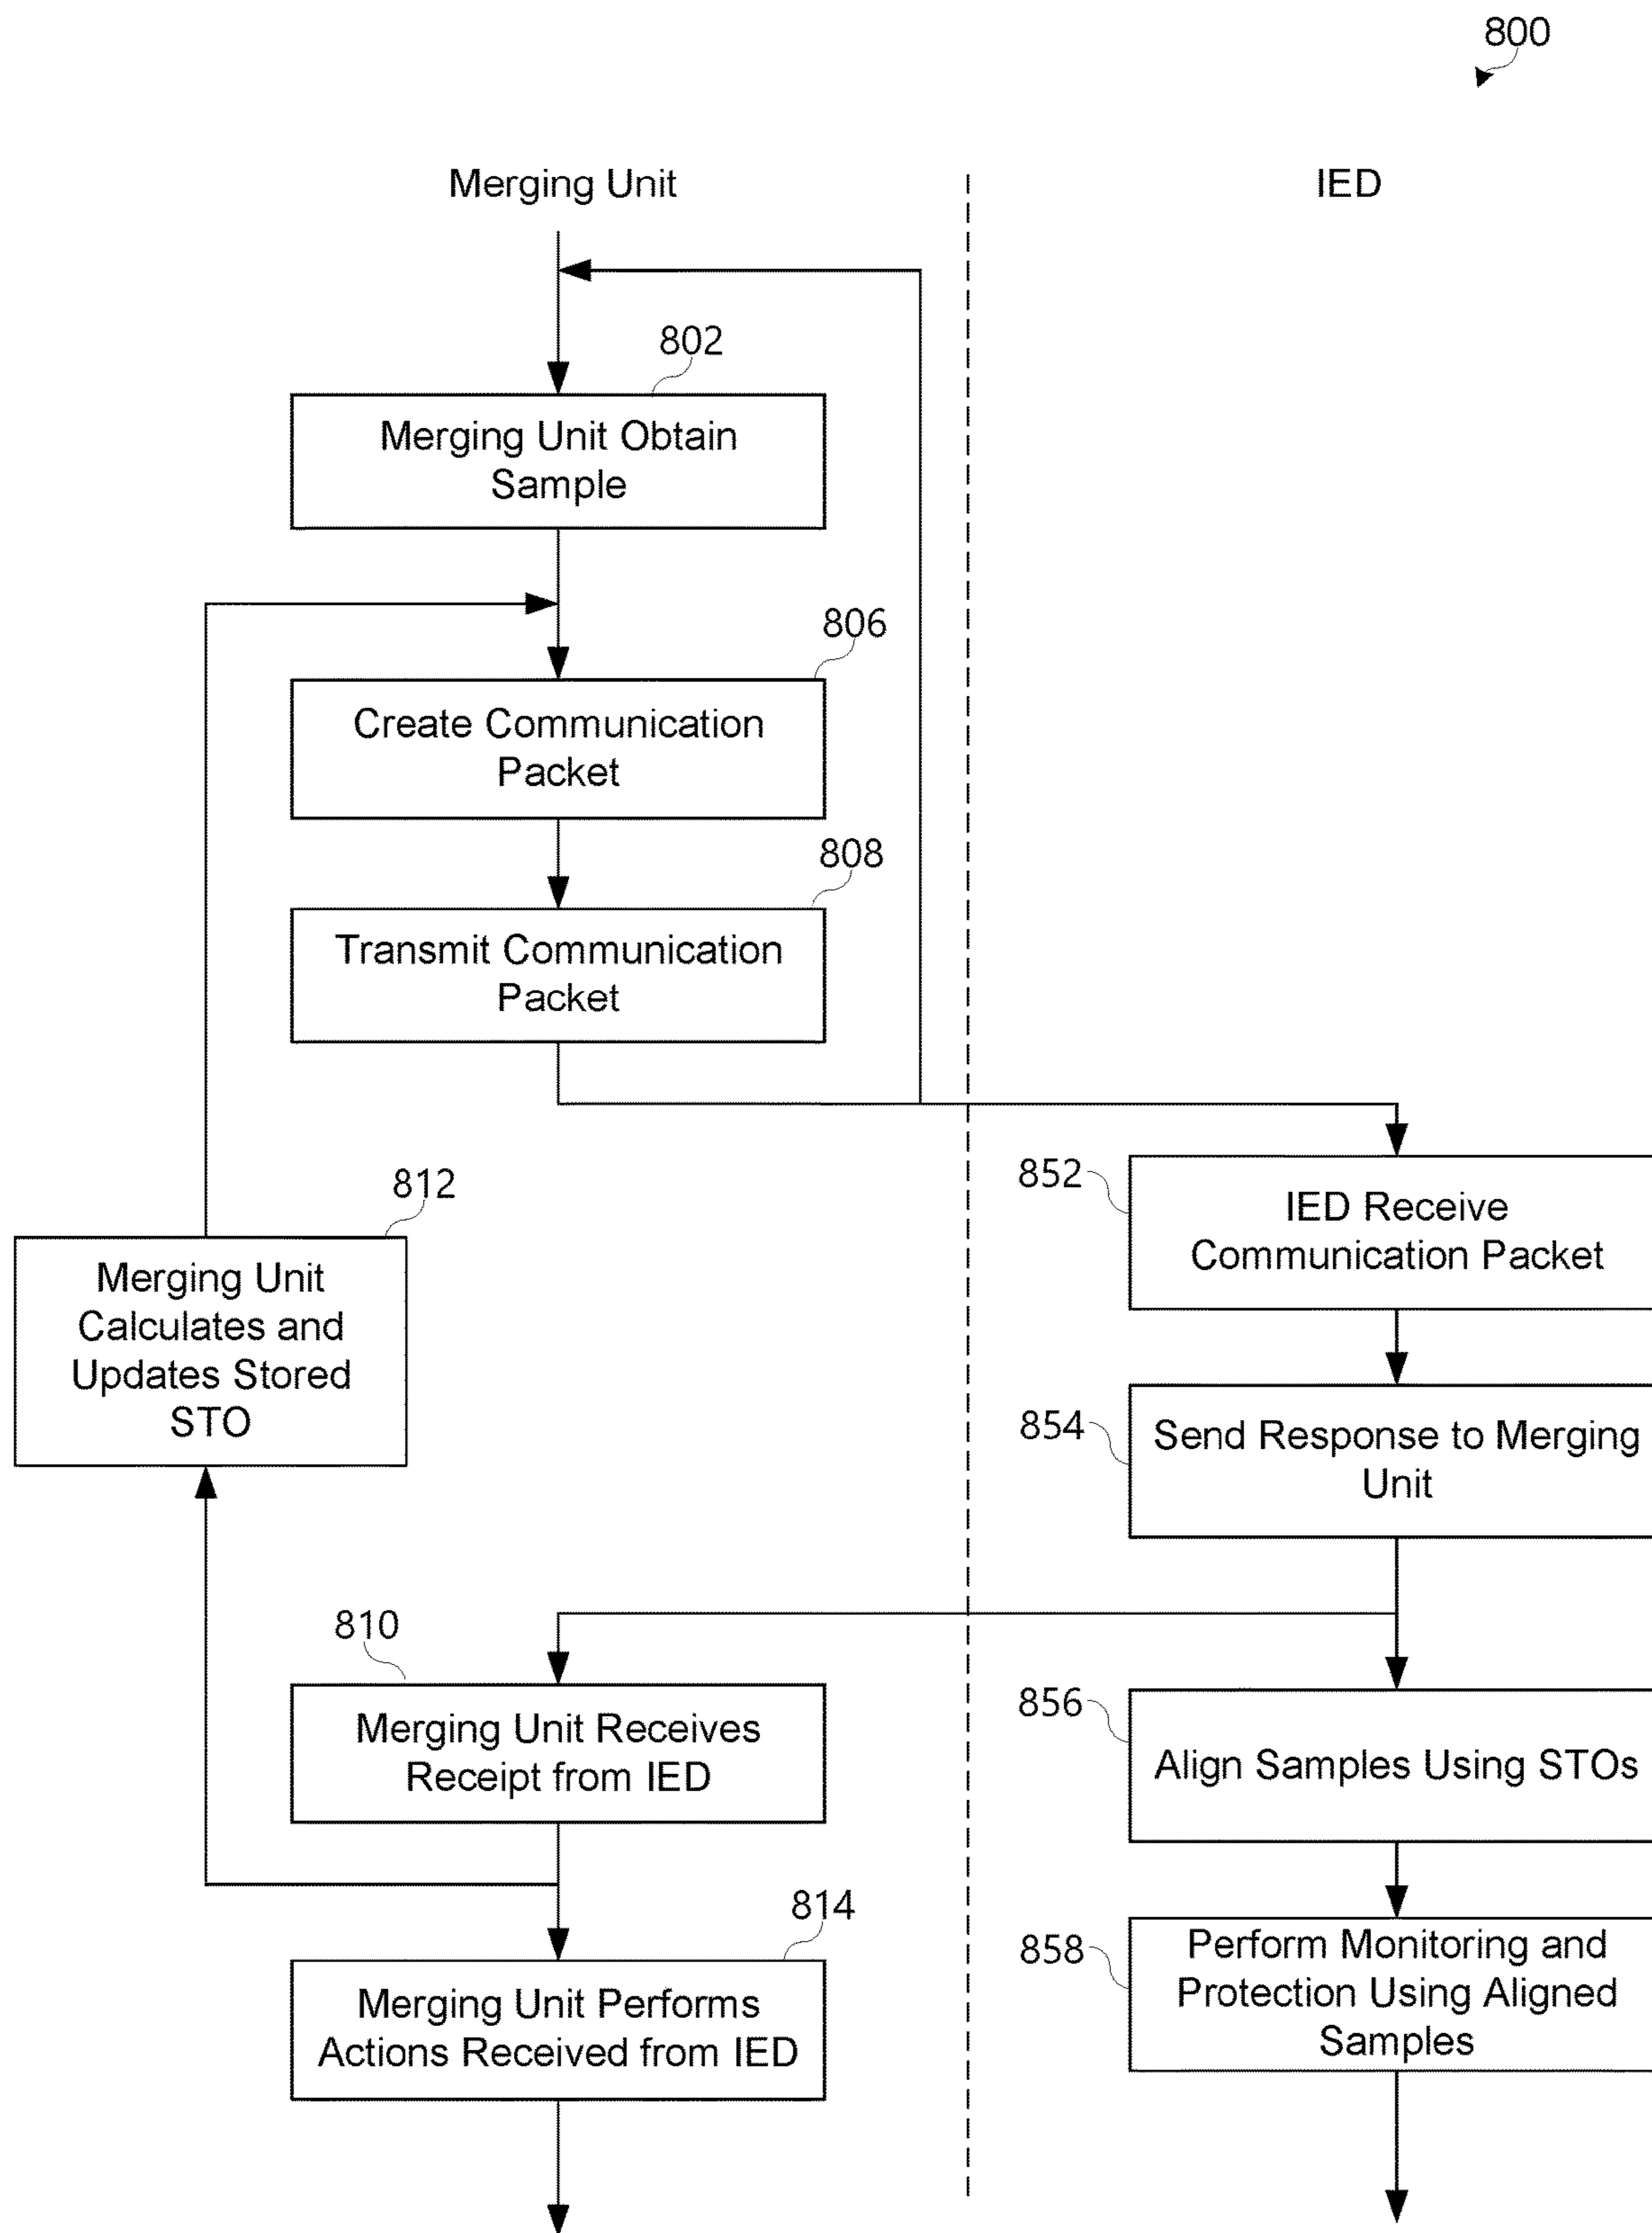 800
Merging Unit
IED
802
Merging Unit Obtain
Sample
806
Create Communication
Packet
808
Transmit Communication
Packet
852
IED Receive
Communication Packet
812
Merging Unit
Calculates and
Updates Stored
STO
854
Send Response to Merging
Unit
810
Merging Unit Receives
Receipt from IED
856
Align Samples Using STOs
814
Merging Unit Performs
Actions Received from IED
858
Perform Monitoring and
Protection Using Aligned
Samples